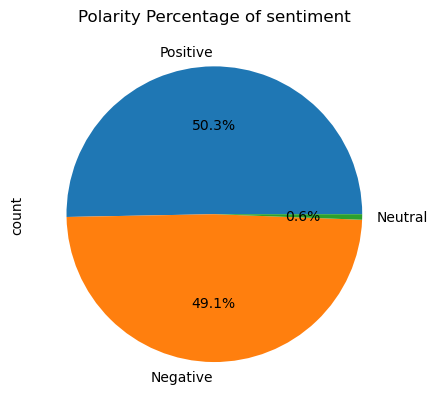 Polarity Percentage of sentiment
Positive
50.3%
count
0.6%
Neutral
49.1%
Negative